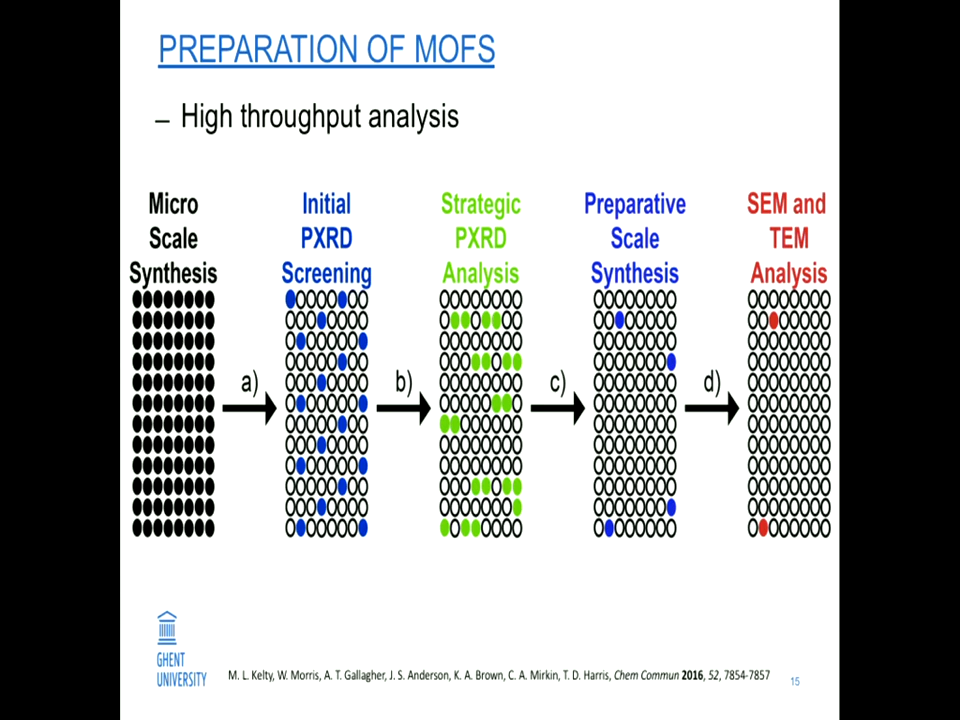 PREPARATION OF MOFS
– High throughput analysis
Micro Scale Synthesis
Initial PXRD Screening
Strategic PXRD Analysis
Preparative Scale Synthesis
SEM and TEM Analysis
a)
b)
c)
d)
GHENT
UNIVERSITY
M. L. Kelty, W. Morris, A. T. Gallagher, J. S. Anderson, K. A. Brown, C. A. Mirkin, T. D. Harris, Chem Commun 2016, 52, 7854-7857
15